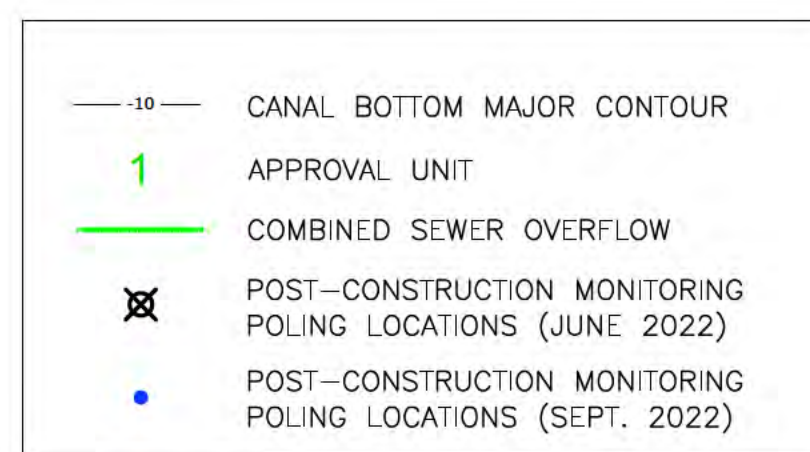 -10 CANAL BOTTOM MAJOR CONTOUR
1 APPROVAL UNIT
COMBINED SEWER OVERFLOW
POST-CONSTRUCTION MONITORING
POLING LOCATIONS (JUNE 2022)
POST-CONSTRUCTION MONITORING
POLING LOCATIONS (SEPT. 2022)